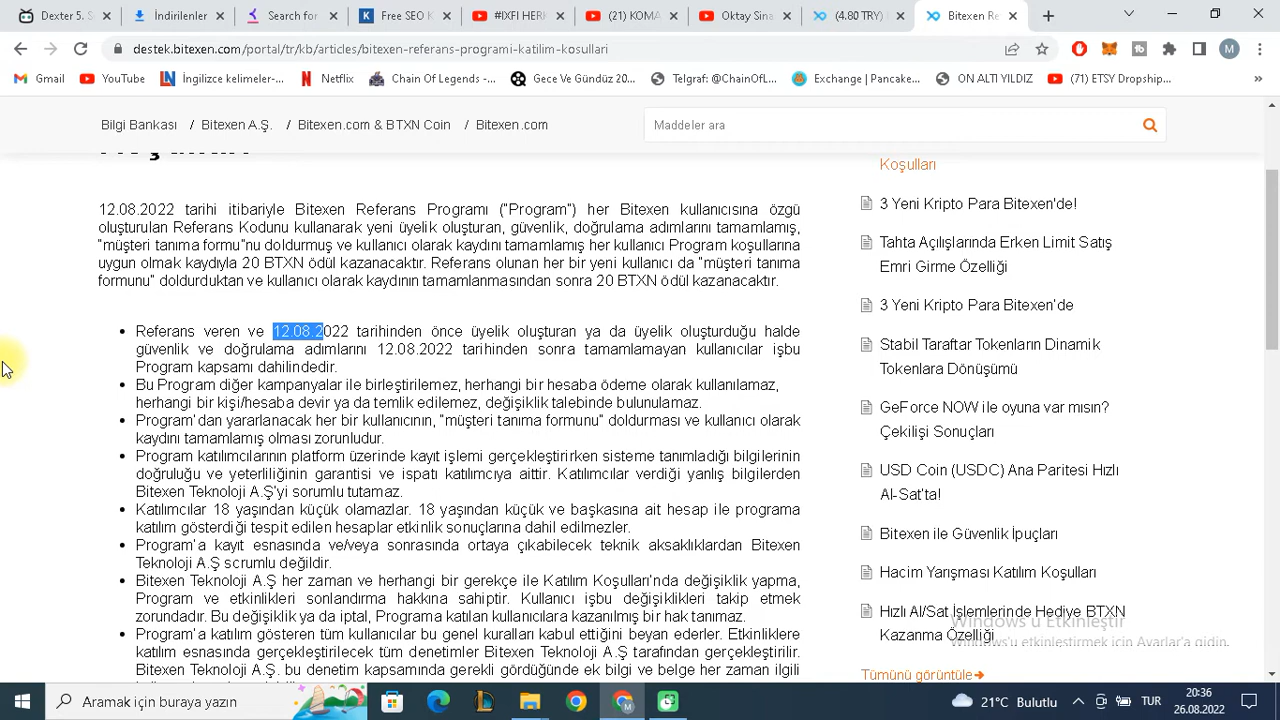 Dexter 5. S
İndirilenler
Search for
Free SEO K
#IXFI HERK
(21) KOMA
Oktay Sina
(4.80 TRY)
Bitexen Re
destek.bitexen.com/portal/tr/kb/articles/bitexen-referans-programi-katilim-kosullari
M
Gmail
YouTube
İngilizce kelimeler-...
Netflix
Chain Of Legends -...
Gece Ve Gündüz 20...
Telgraf: @ChainOfL...
Exchange | Pancake...
ON ALTI YILDIZ
(71) ETSY Dropship...
»
Bilgi Bankası / Bitexen A.Ş. / Bitexen.com & BTXN Coin / Bitexen.com
Maddeler ara
12.08.2022 tarihi itibariyle Bitexen Referans Programı ("Program") her Bitexen kullanıcısına özgü
oluşturulan Referans Kodunu kullanarak yeni üyelik oluşturan, güvenlik, doğrulama adımlarını tamamlamış,
"müşteri tanıma formu"nu doldurmuş ve kullanıcı olarak kaydını tamamlamış her kullanıcı Program koşullarına
uygun olmak kaydıyla 20 BTXN ödül kazanacaktır. Referans olunan her bir yeni kullanıcı da "müşteri tanıma
formunu" doldurduktan ve kullanıcı olarak kaydının tamamlanmasından sonra 20 BTXN ödül kazanacaktır.
• Referans veren ve 12.08.2022 tarihinden önce üyelik oluşturan ya da üyelik oluşturduğu halde
güvenlik ve doğrulama adımlarını 12.08.2022 tarihinden sonra tamamlamayan kullanıcılar işbu
Program kapsamı dahilindedir.
• Bu Program diğer kampanyalar ile birleştirilemez, herhangi bir hesaba ödeme olarak kullanılamaz,
herhangi bir kişi/hesaba devir ya da temlik edilemez, değişiklik talebinde bulunulamaz.
• Program'dan yararlanacak her bir kullanıcının, "müşteri tanıma formunu" doldurması ve kullanıcı olarak
kaydını tamamlamış olması zorunludur.
• Program katılımcılarının platform üzerinde kayıt işlemi gerçekleştirirken sisteme tanımladığı bilgilerinin
doğruluğu ve yeterliliğinin garantisi ve ispatı katılımcıya aittir. Katılımcılar verdiği yanlış bilgilerden
Bitexen Teknoloji A.Ş'yi sorumlu tutamaz.
• Katılımcılar 18 yaşından küçük olamazlar. 18 yaşından küçük ve başkasına ait hesap ile programa
katılım gösterdiği tespit edilen hesaplar etkinlik sonuçlarına dahil edilmezler.
• Program'a kayıt esnasında ve/veya sonrasında ortaya çıkabilecek teknik aksaklıklardan Bitexen
Teknoloji A.Ş sorumlu değildir.
• Bitexen Teknoloji A.Ş her zaman ve herhangi bir gerekçe ile Katılım Koşulları'nda değişiklik yapma,
Program ve etkinlikleri sonlandırma hakkına sahiptir. Kullanıcı işbu değişiklikleri takip etmek
zorundadır. Bu değişiklik ya da iptal, Programa katılan kullanıcılara kazanılmış bir hak tanımaz.
• Program'a katılım gösteren tüm kullanıcılar bu genel kuralları kabul ettiğini beyan ederler. Etkinliklere
katılım esnasında gerçekleştirilecek tüm denetimler Bitexen Teknoloji A.Ş tarafından gerçekleştirilir.
Bitexen Teknoloji A.Ş. bu denetim kapsamında gerekli gördüğünde ek bilgi ve belge her zaman ilgili
Koşulları
3 Yeni Kripto Para Bitexen'de!
Tahta Açılışlarında Erken Limit Satış
Emri Girme Özelliği
3 Yeni Kripto Para Bitexen'de
Stabil Taraftar Tokenların Dinamik
Tokenlara Dönüşümü
GeForce NOW ile oyuna var mısın?
Çekilişi Sonuçları
USD Coin (USDC) Ana Paritesi Hızlı
Al-Sat'ta!
Bitexen ile Güvenlik İpuçları
Hacim Yarışması Katılım Koşulları
Hızlı Al/Sat İşlemlerinde Hediye BTXN
Kazanma Özelliği
Tümünü görüntüle
Windows'u Etkinleştir
Windows'u etkinleştirmek için Ayarlar'a gidin.
Aramak için buraya yazın
21°C Bulutlu
TUR
20:36
26.08.2022